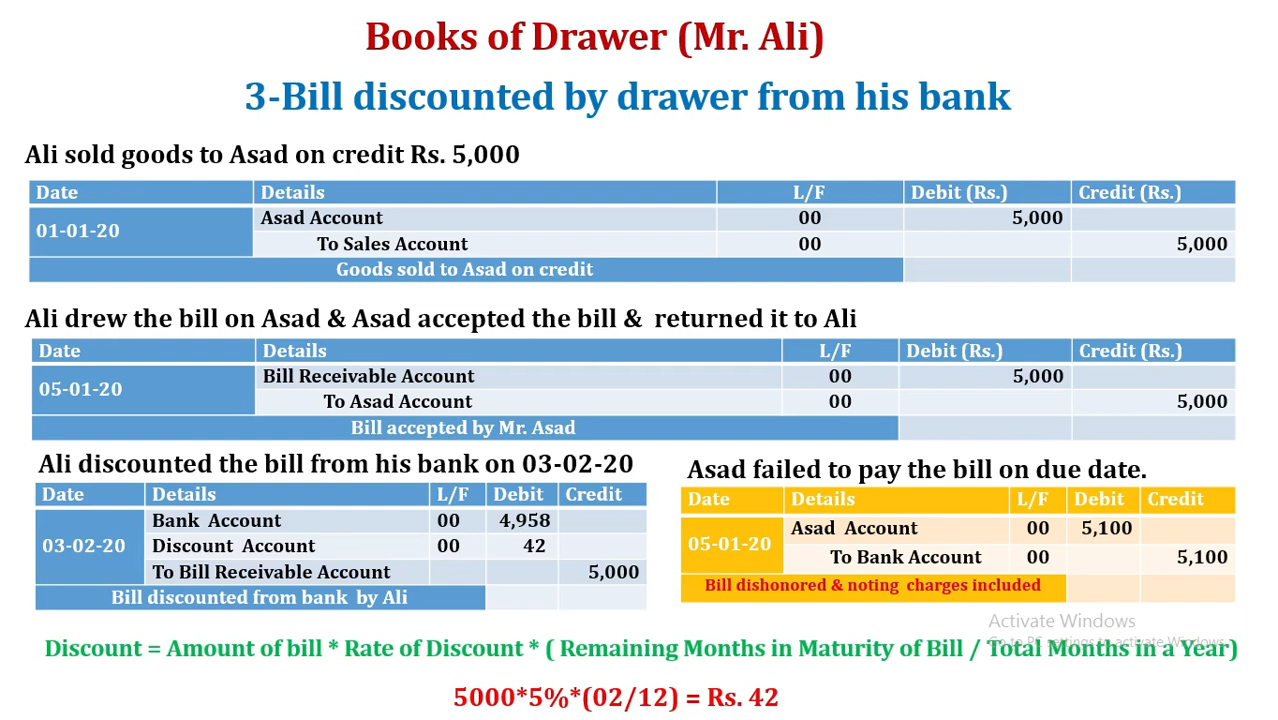 Books of Drawer (Mr. Ali)
3-Bill discounted by drawer from his bank
Ali sold goods to Asad on credit Rs. 5,000
Date Details L/F Debit (Rs.) Credit (Rs.)
01-01-20 Asad Account 00 5,000
To Sales Account 00 5,000
Goods sold to Asad on credit
Ali drew the bill on Asad & Asad accepted the bill & returned it to Ali
Date Details L/F Debit (Rs.) Credit (Rs.)
05-01-20 Bill Receivable Account 00 5,000
To Asad Account 00 5,000
Bill accepted by Mr. Asad
Ali discounted the bill from his bank on 03-02-20
Date Details L/F Debit Credit
03-02-20 Bank Account 00 4,958
Discount Account 00 42
To Bill Receivable Account 5,000
Bill discounted from bank by Ali
Asad failed to pay the bill on due date.
Date Details L/F Debit Credit
05-01-20 Asad Account 00 5,100
To Bank Account 00 5,100
Bill dishonored & noting charges included
Activate Windows
Go to PC settings to activate Windows.
Discount = Amount of bill * Rate of Discount * ( Remaining Months in Maturity of Bill / Total Months in a Year)
5000*5%*(02/12) = Rs. 42